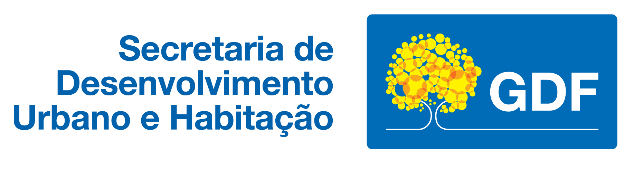 Secretaria de
Desenvolvimento
Urbano e Habitação
GDF